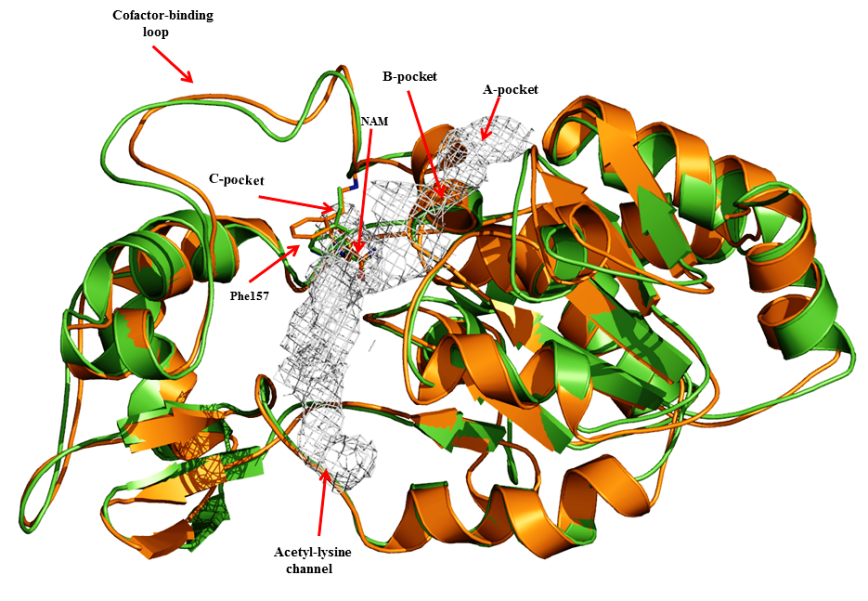 Cofactor-binding
loop
B-pocket
A-pocket
NAM
C-pocket
Phe157
Acetyl-lysine
channel